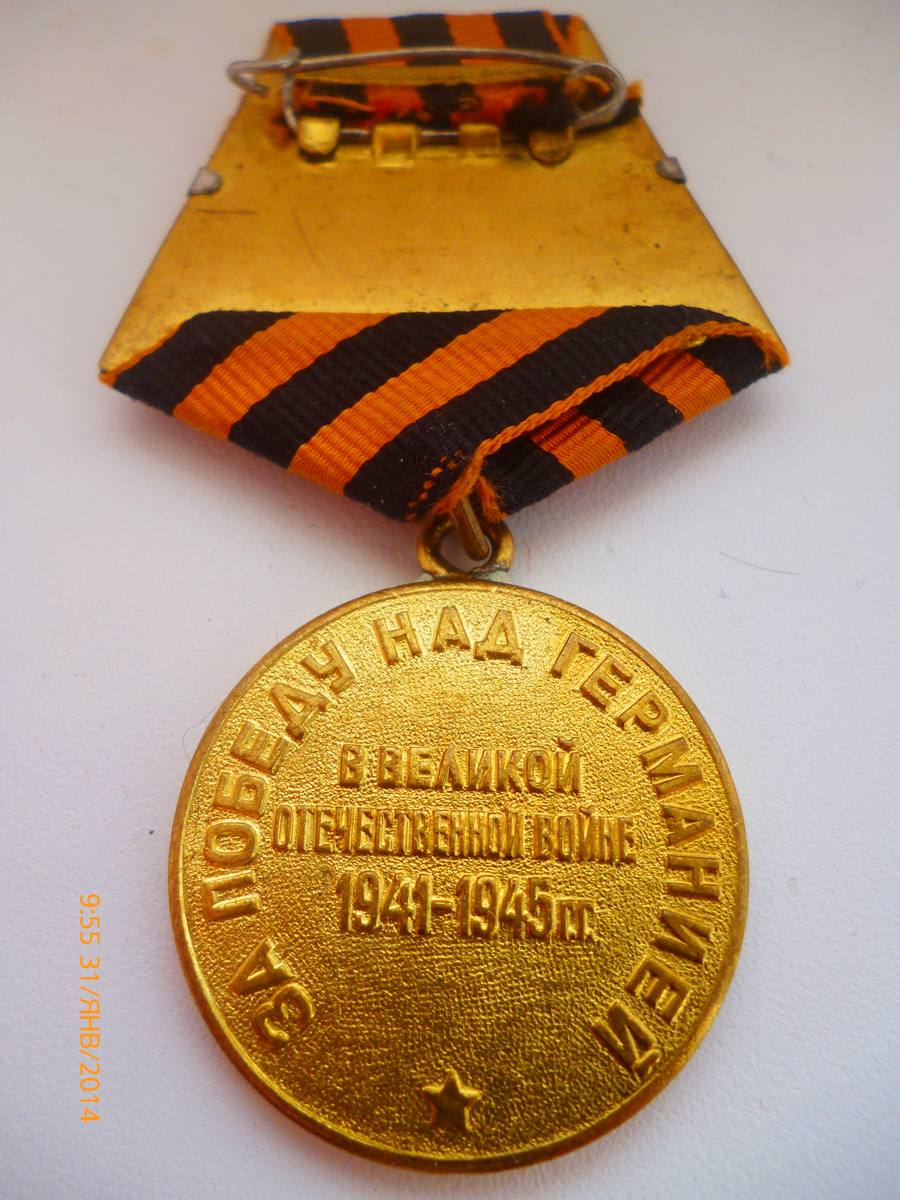 ЗА ПОБЕДУ НАД ГЕРМАНИЕЙ
В ВЕЛИКОЙ
ОТЕЧЕСТВЕННОЙ ВОЙНЕ
1941-1945 ГГ.
9:55 31/ЯНВ/2014